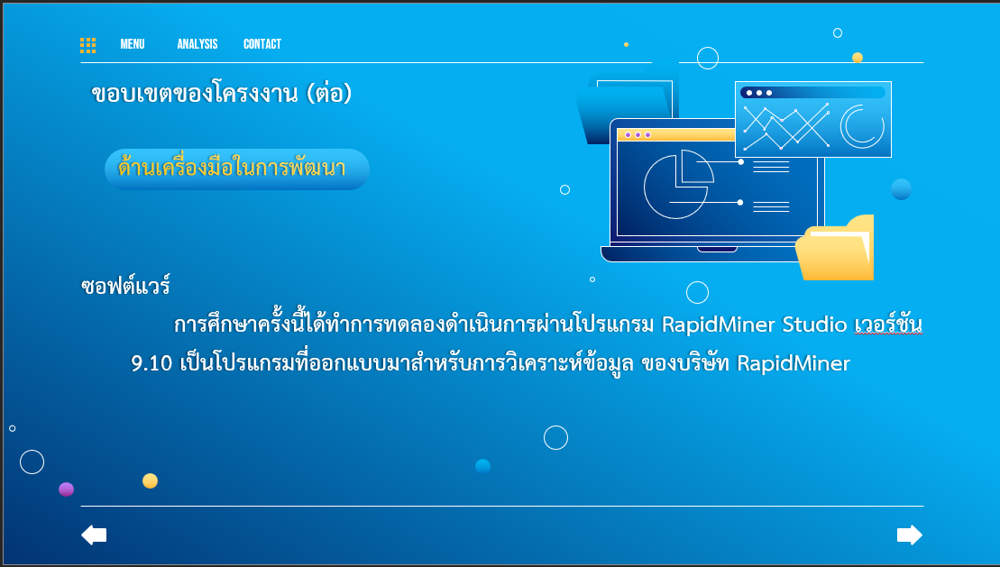 MENU ANALYSIS CONTACT
ขอบเขตของโครงงาน (ต่อ)
ด้านเครื่องมือในการพัฒนา
ซอฟต์แวร์
การศึกษาครั้งนี้ได้ทำการทดลองดำเนินการผ่านโปรแกรม RapidMiner Studio เวอร์ชัน
9.10 เป็นโปรแกรมที่ออกแบบมาสำหรับการวิเคราะห์ข้อมูล ของบริษัท RapidMiner